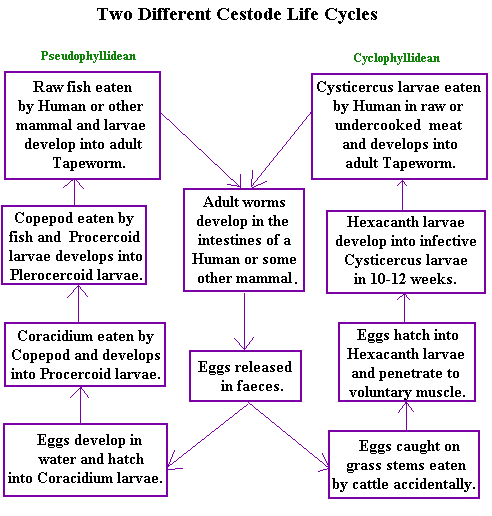 Two Different Cestode Life Cycles
Pseudophyllidean
Cyclophyllidean
Raw fish eaten
by Human or other
mammal and larvae
develop into adult
Tapeworm.
Cysticercus larvae eaten
by Human in raw or
undercooked meat
and develops into
adult Tapeworm.
Adult worms
develop in the
intestines of a
Human or some
other mammal.
Copepod eaten by
fish and Procercoid
larvae develops into
Plerocercoid larvae.
Hexacanth larvae
develop into infective
Cysticercus larvae
in 10-12 weeks.
Coracidium eaten by
Copepod and develops
into Procercoid larvae.
Eggs released
in faeces.
Eggs hatch into
Hexacanth larvae
and penetrate to
voluntary muscle.
Eggs develop in
water and hatch
into Coracidium larvae.
Eggs caught on
grass stems eaten
by cattle accidentally.